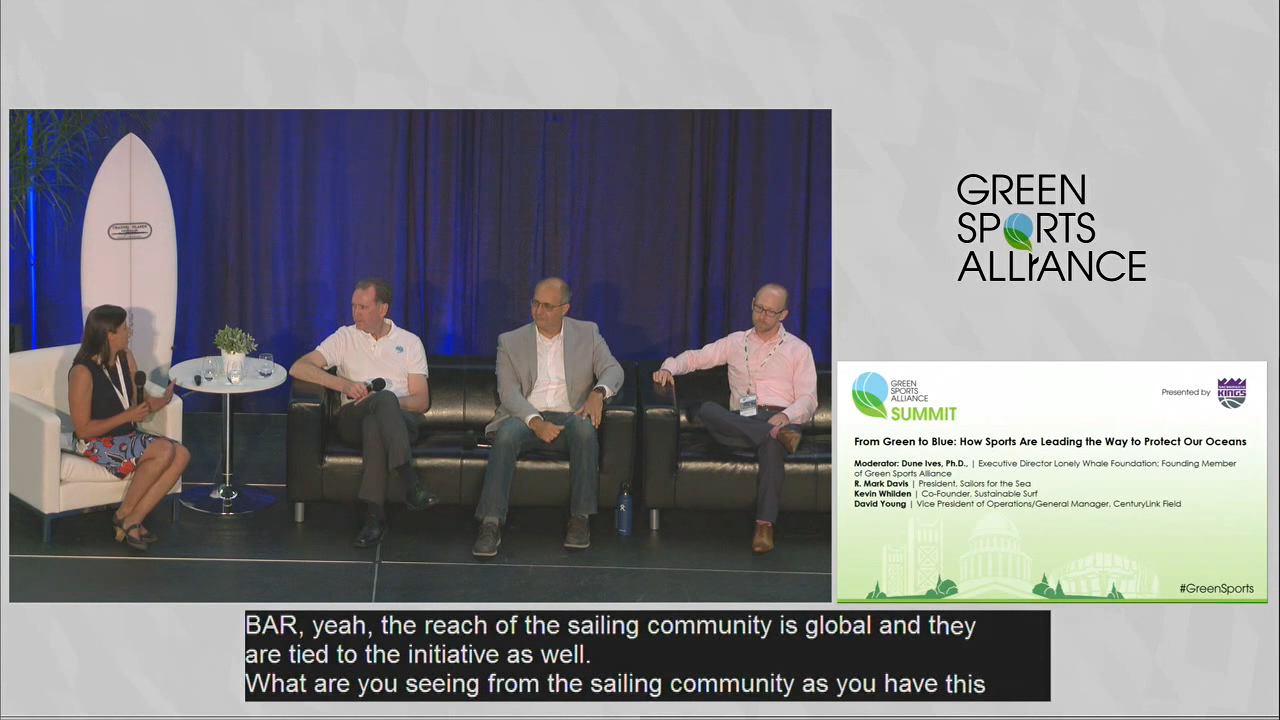 GREEN
SPORTS
ALLIANCE
GREEN
SPORTS
ALLIANCE
SUMMIT
Presented by
KINGS
From Green to Blue: How Sports Are Leading the Way to Protect Our Oceans
Moderator: Dune Ives, Ph.D., | Executive Director Lonely Whale Foundation; Founding Member
of Green Sports Alliance
R. Mark Davis | President, Sailors for the Sea
Kevin Whilden | Co-Founder, Sustainable Surf
David Young | Vice President of Operations/General Manager, CenturyLink Field
#GreenSports
BAR, yeah, the reach of the sailing community is global and they
are tied to the initiative as well.
What are you seeing from the sailing community as you have this